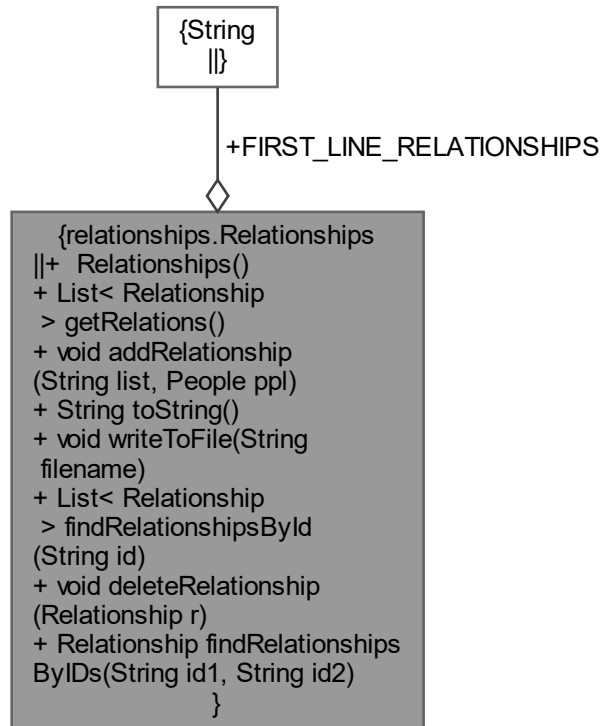 {String
||}
+FIRST_LINE_RELATIONSHIPS
{relationships.Relationships
||+  Relationships()
+ List< Relationship
 > getRelations()
+ void addRelationship
(String list, People ppl)
+ String toString()
+ void writeToFile(String
 filename)
+ List< Relationship
 > findRelationshipsById
(String id)
+ void deleteRelationship
(Relationship r)
+ Relationship findRelationships
ByIDs(String id1, String id2)
}